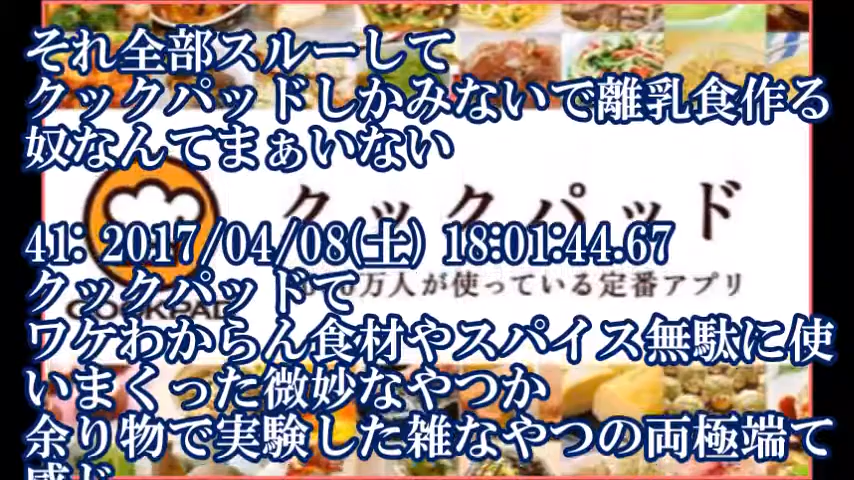 それ全部スルーして
クックパッドしかみないで離乳食作る
奴なんてまぁいない
クックパッド
41: 2017/04/08(土) 18:01:44.67
万人が使っている定番アプリ
クックパッドて
COOKPAD
ワケわからん食材やスパイス無駄に使
いまくった微妙なやつか
余り物で実験した雑なやつの両極端て
感じ